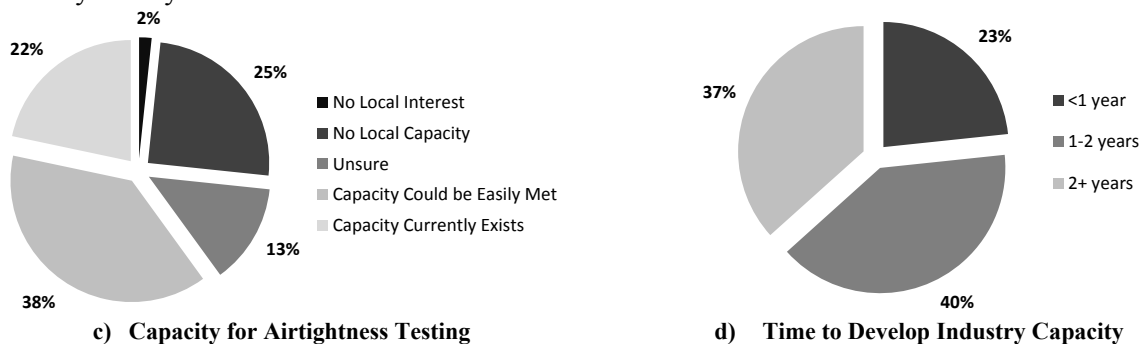 2%
22%
25%
No Local Interest
No Local Capacity
Unsure
Capacity Could be Easily Met
Capacity Currently Exists
13%
38%
c) Capacity for Airtightness Testing
23%
37%
<1 year
1-2 years
2+ years
40%
d) Time to Develop Industry Capacity